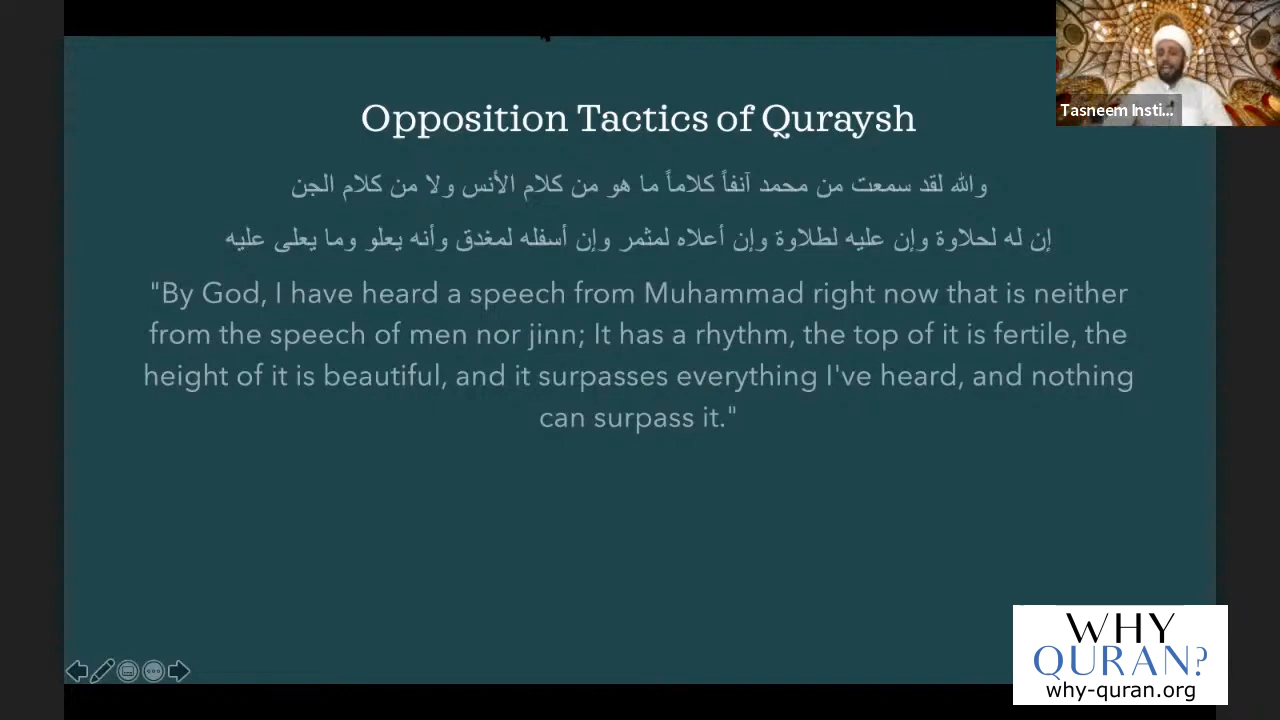 Opposition Tactics of Quraysh
والله لقد سمعت من محمد آنفاً كلاماً ما هو من كلام الأنس ولا من كلام الجن
إن له لحلاوة وإن عليه لطلاوة وإن أعلاه لمثمر وإن أسفله لمغدق وأنه يعلو وما يعلى عليه
"By God, I have heard a speech from Muhammad right now that is neither
from the speech of men nor jinn; It has a rhythm, the top of it is fertile, the
height of it is beautiful, and it surpasses everything I've heard, and nothing
can surpass it."
Tasneem Insti...
WHY
QURAN?
why-quran.org